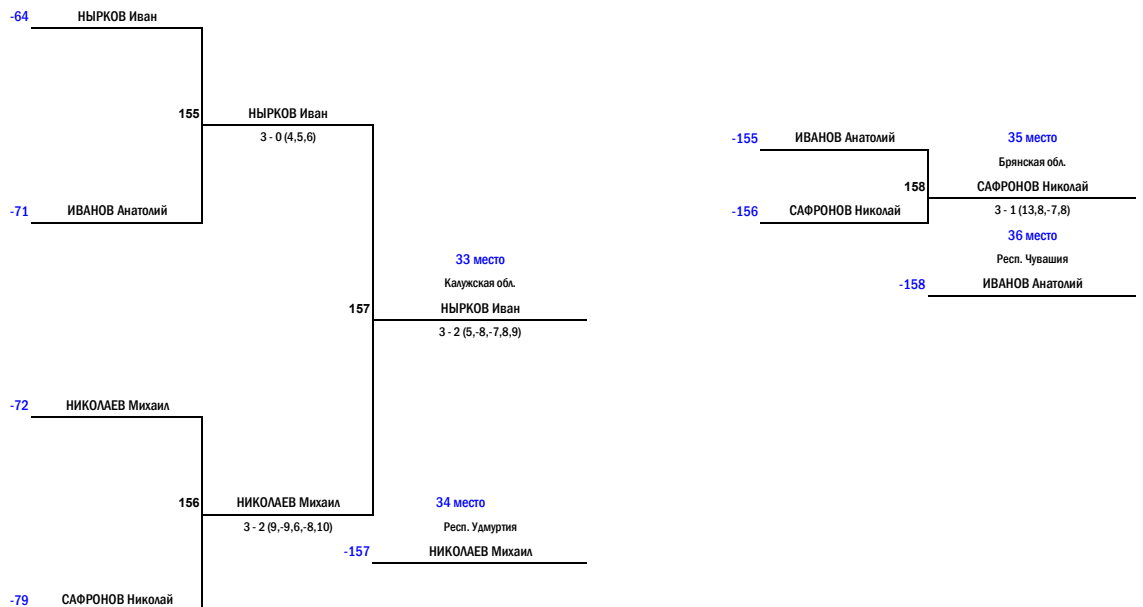 -64 НЫРКОВ Иван
155 НЫРКОВ Иван
3 - 0 (4,5,6)
-71 ИВАНОВ Анатолий
33 место
Калужская обл.
157 НЫРКОВ Иван
3 - 2 (5,-8,-7,8,9)
-72 НИКОЛАЕВ Михаил
156 НИКОЛАЕВ Михаил
3 - 2 (9,-9,6,-8,10)
34 место
Респ. Удмуртия
-157 НИКОЛАЕВ Михаил
-79 САФРОНОВ Николай
-155 ИВАНОВ Анатолий
35 место
Брянская обл.
158 САФРОНОВ Николай
-156 САФРОНОВ Николай
3 - 1 (13,8,-7,8)
36 место
Респ. Чувашия
-158 ИВАНОВ Анатолий